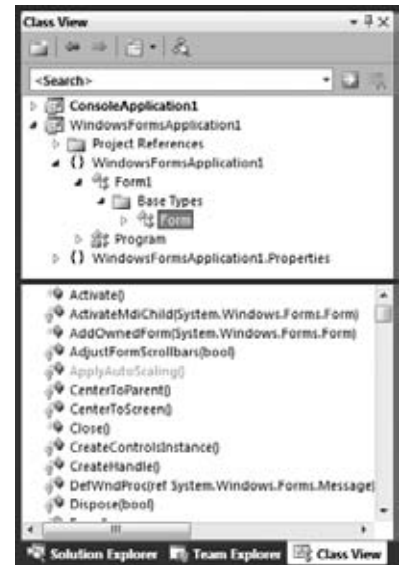 Class View
<Search>
ConsoleApplication1
WindowsFormsApplication1
Project References
{} WindowsFormsApplication1
Form1
Base Types
Form
Program
{} WindowsFormsApplication1.Properties
Activate()
ActivateMdiChild(System.Windows.Forms.Form)
AddOwnedForm(System.Windows.Forms.Form)
AdjustFormScrollbars(bool)
ApplyAutoScaling()
CenterToParent()
CenterToScreen()
Close()
CreateControlsInstance()
CreateHandle()
DefWndProc(ref System.Windows.Forms.Message)
Dispose(bool)
Solution Explorer Team Explorer Class View